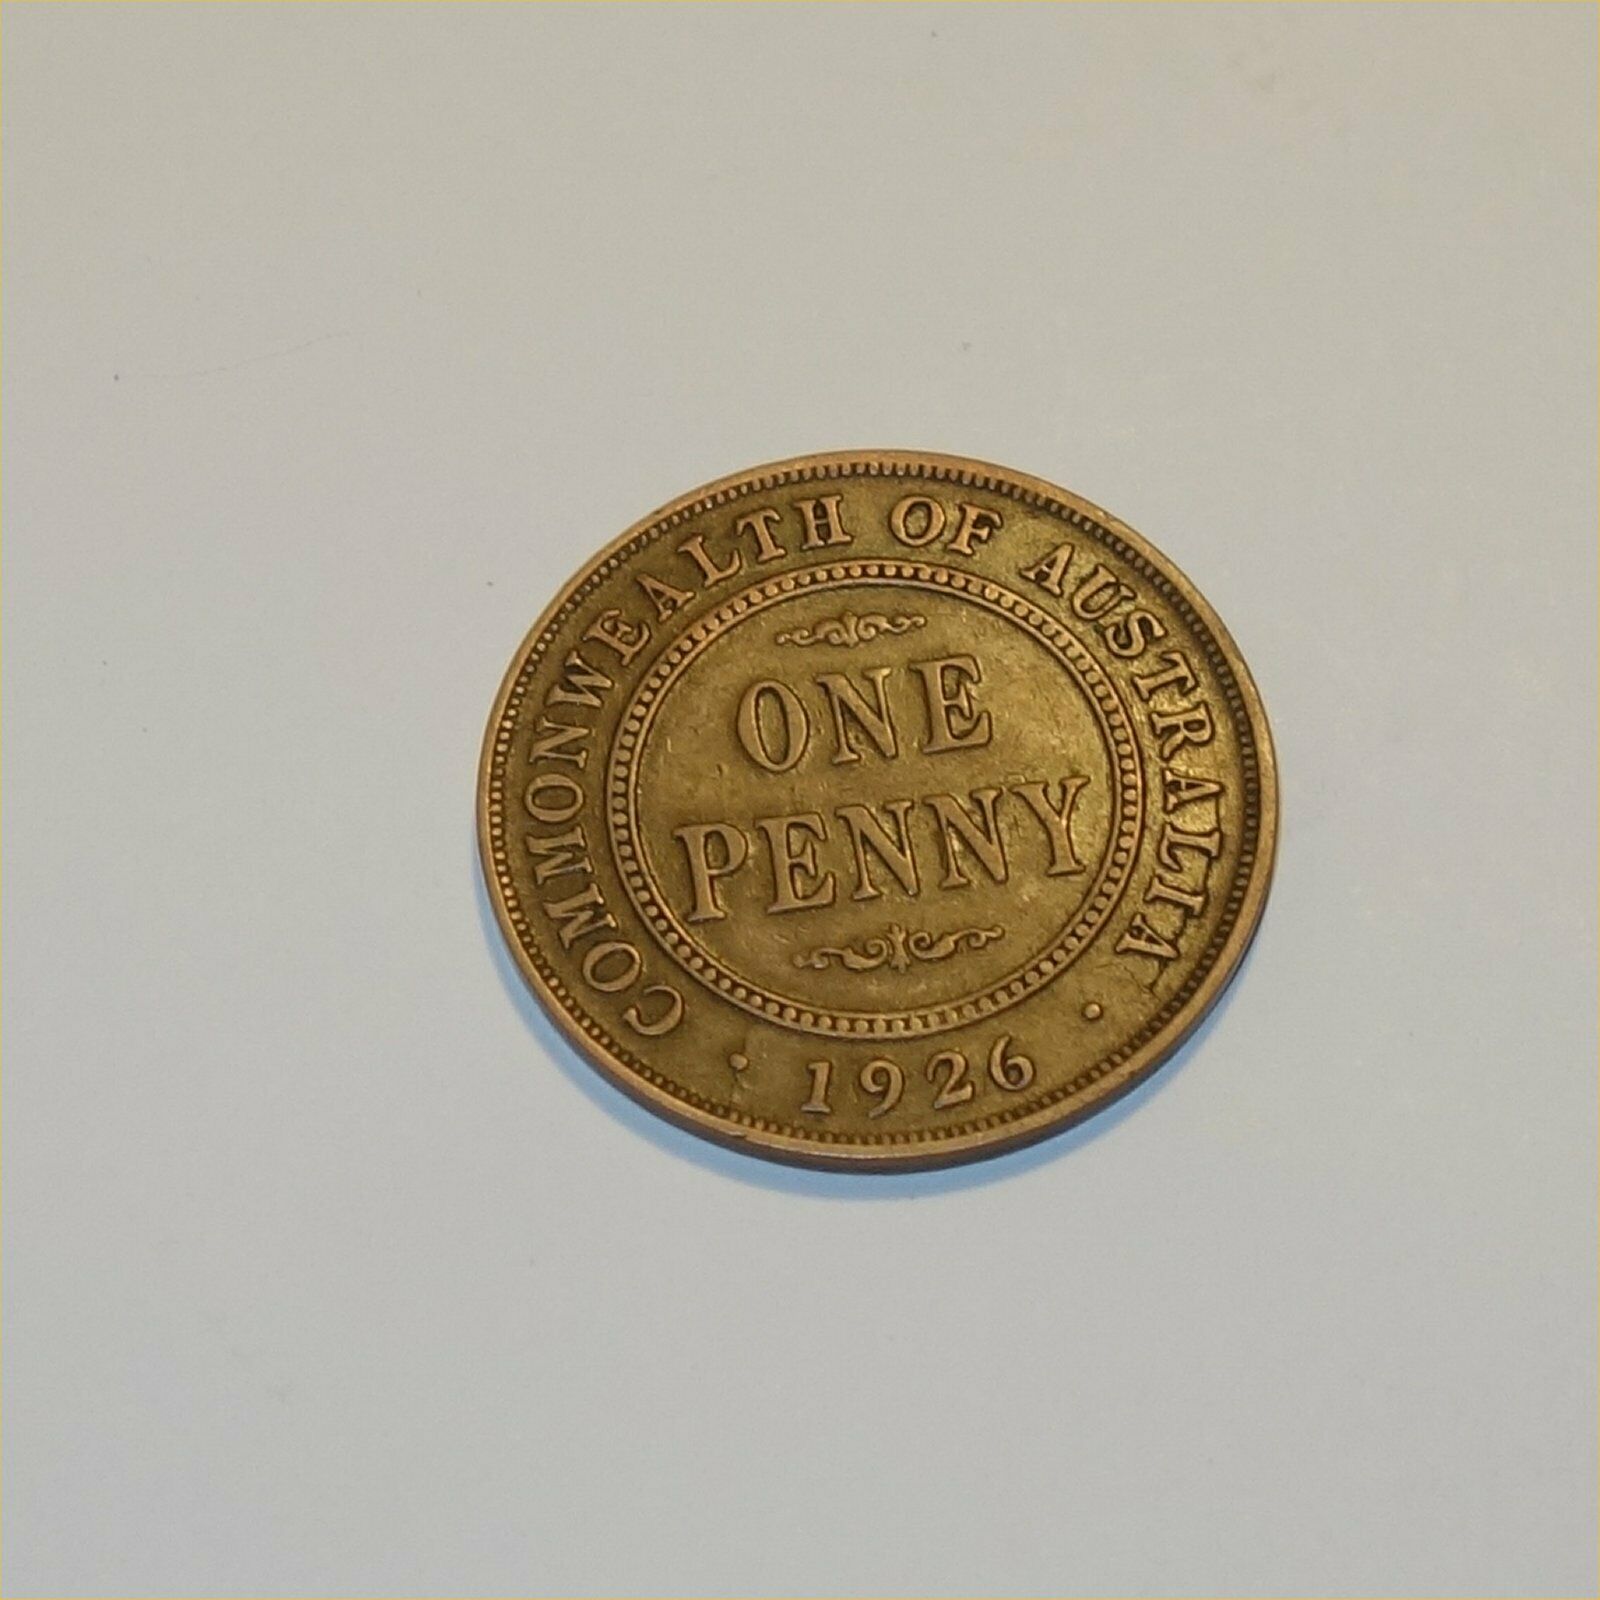 COMMONWEALTH OF AUSTRALIA
ONE
PENNY
· 1926 ·